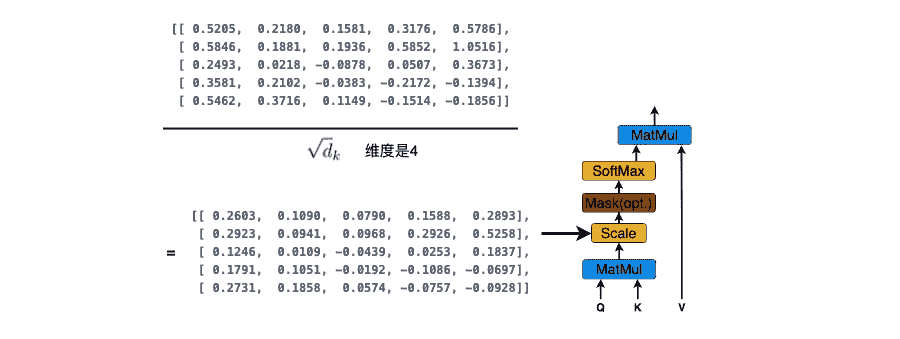 [[ 0.5205, 0.2180, 0.1581, 0.3176, 0.5786],
[ 0.5846, 0.1881, 0.1936, 0.5852, 1.0516],
[ 0.2493, 0.0218, -0.0878, 0.0507, 0.3673],
[ 0.3581, 0.2102, -0.0383, -0.2172, -0.1394],
[ 0.5462, 0.3716, 0.1149, -0.1514, -0.1856]]
√dk 维度是4
=
[[ 0.2603, 0.1090, 0.0790, 0.1588, 0.2893],
[ 0.2923, 0.0941, 0.0968, 0.2926, 0.5258],
[ 0.1246, 0.0109, -0.0439, 0.0253, 0.1837],
[ 0.1791, 0.1051, -0.0192, -0.1086, -0.0697],
[ 0.2731, 0.1858, 0.0574, -0.0757, -0.0928]]
MatMul
SoftMax
Mask(opt.)
Scale
MatMul
Q K V